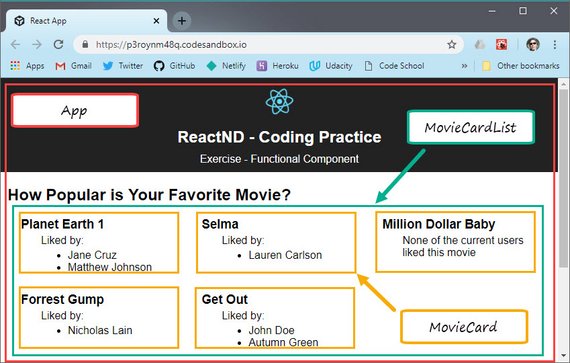 React App
https://p3roynm48q.codesandbox.io
Apps Gmail Twitter GitHub Netlify Heroku Udacity Code School » Other bookmarks
App
ReactND - Coding Practice
MovieCardList
Exercise - Functional Component
How Popular is Your Favorite Movie?
Planet Earth 1
Liked by:
Jane Cruz
Matthew Johnson
Selma
Liked by:
Lauren Carlson
Million Dollar Baby
None of the current users
liked this movie
Forrest Gump
Liked by:
Nicholas Lain
Get Out
Liked by:
John Doe
Autumn Green
MovieCard